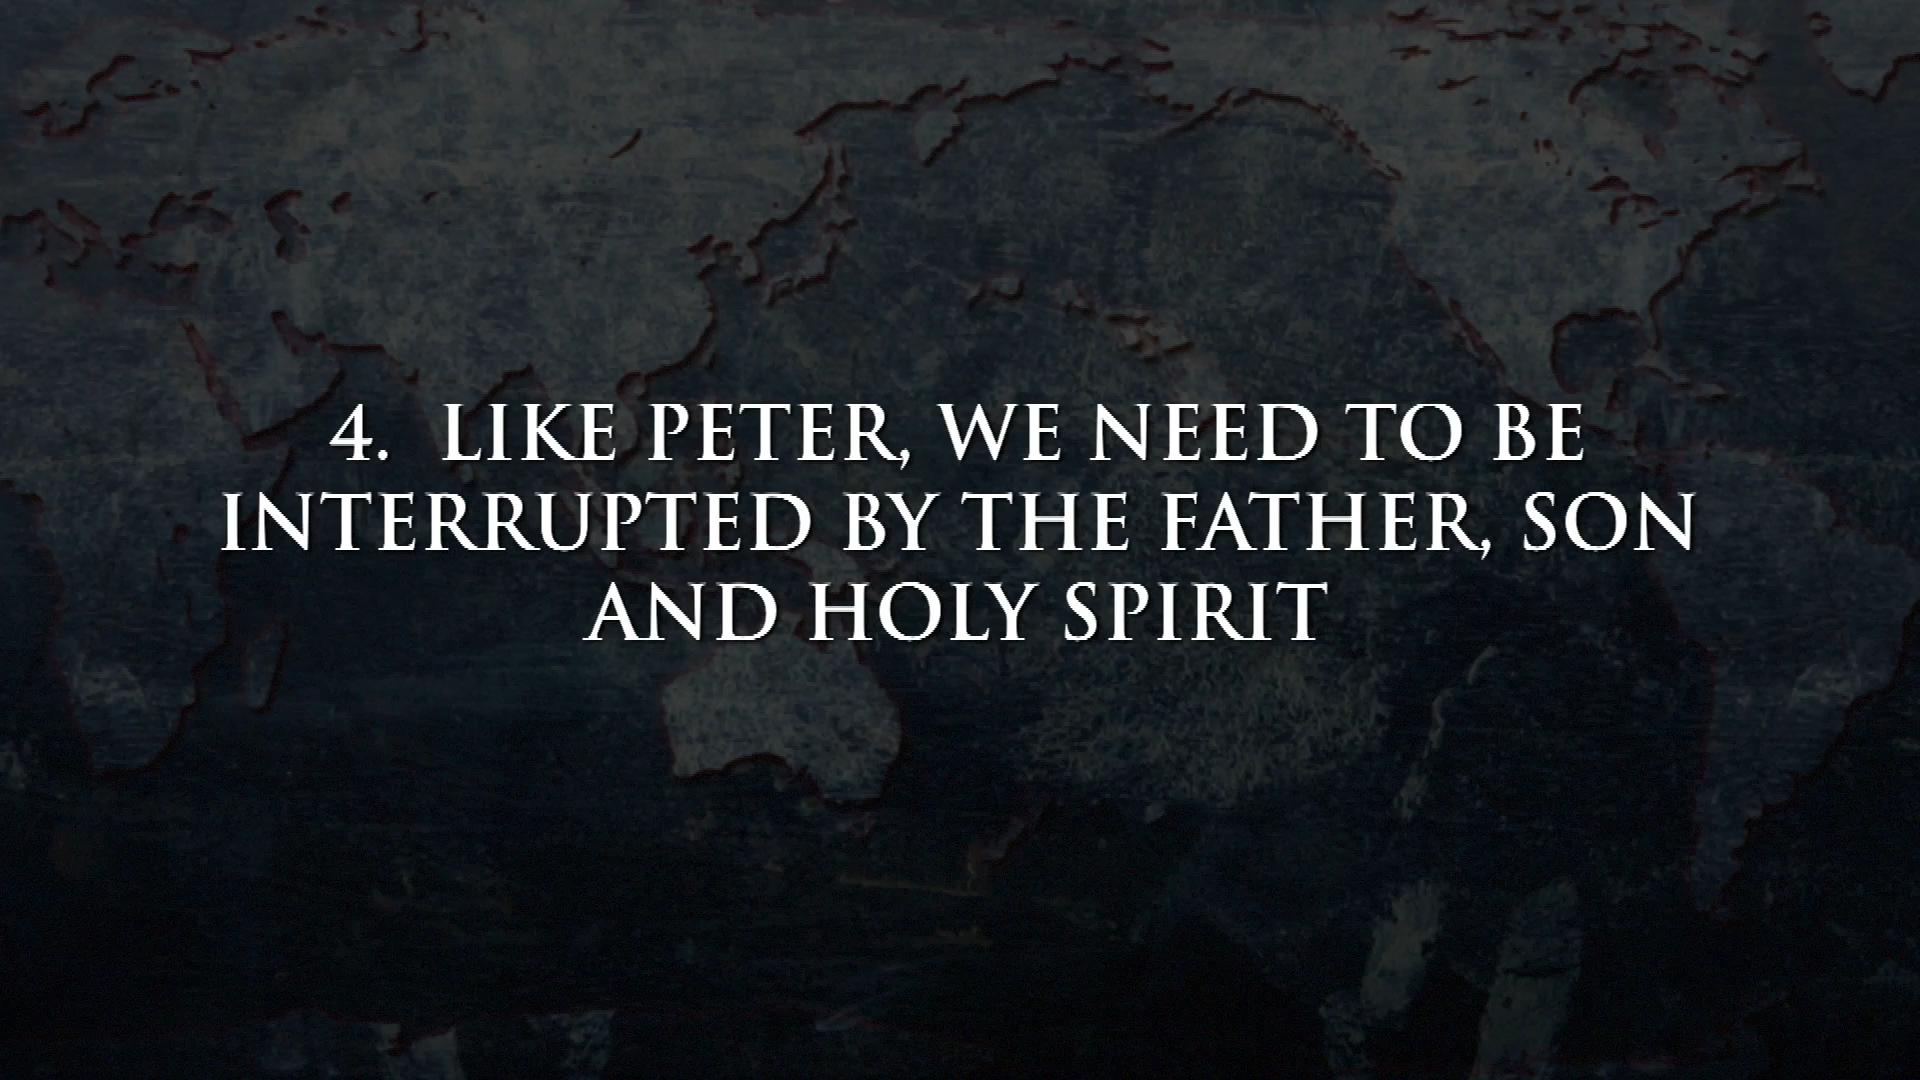 4. LIKE PETER, WE NEED TO BE
INTERRUPTED BY THE FATHER, SON
AND HOLY SPIRIT